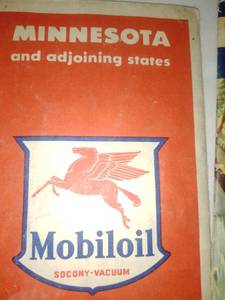 MINNESOTA
and adjoining states
Mobiloil
SOCONY-VACUUM